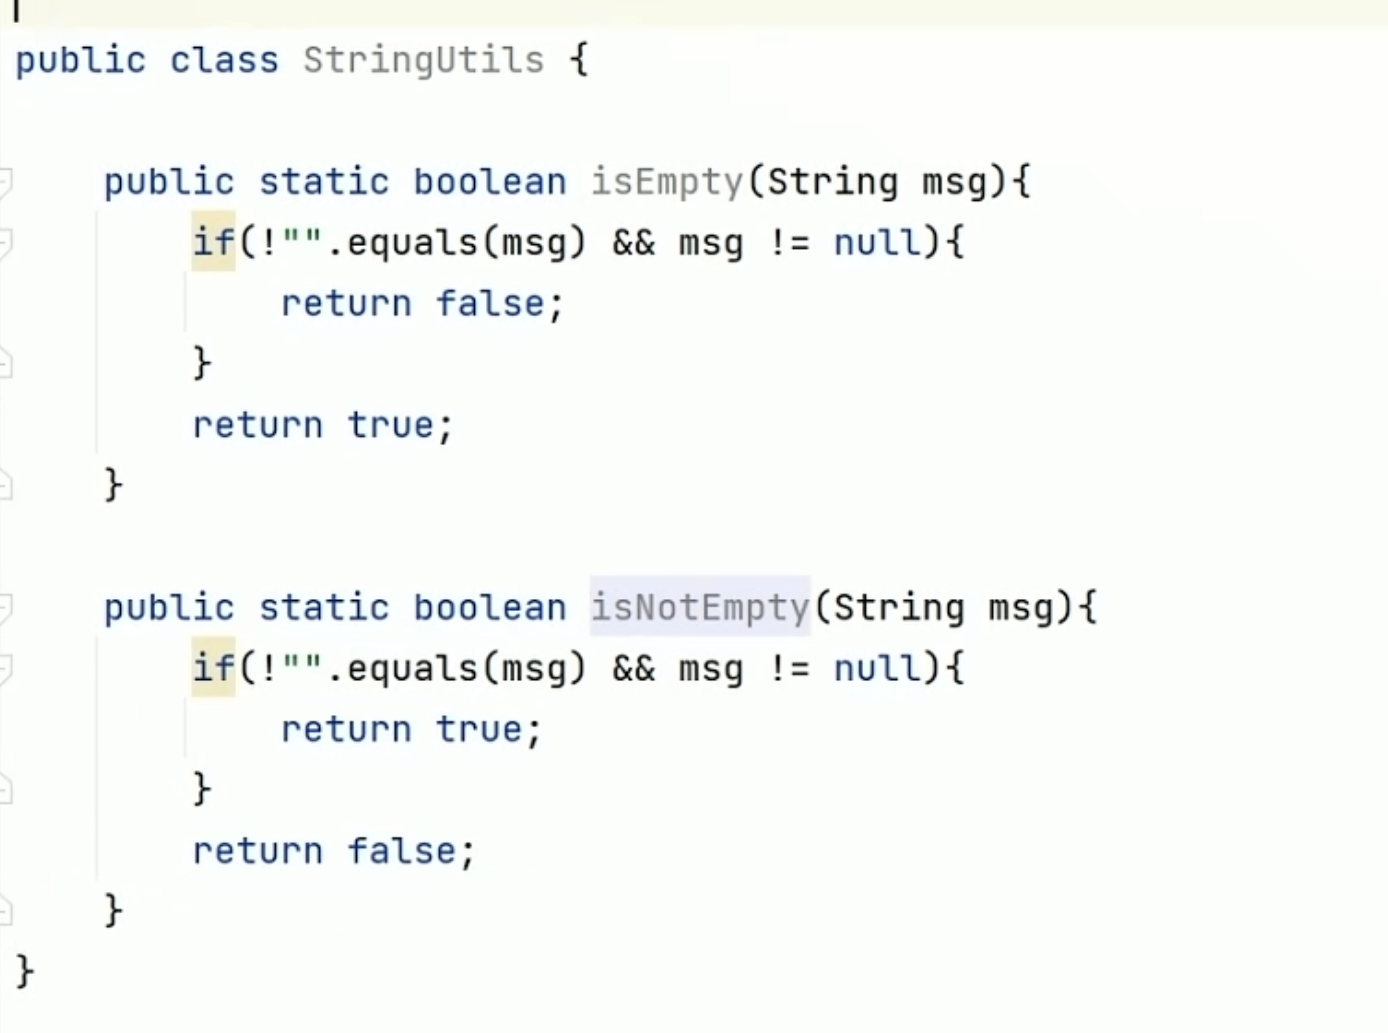 public class StringUtils {
public static boolean isEmpty(String msg){
if(!"".equals(msg) && msg != null){
return false;
}
return true;
}
public static boolean isNotEmpty(String msg){
if(!"".equals(msg) && msg != null){
return true;
}
return false;
}
}